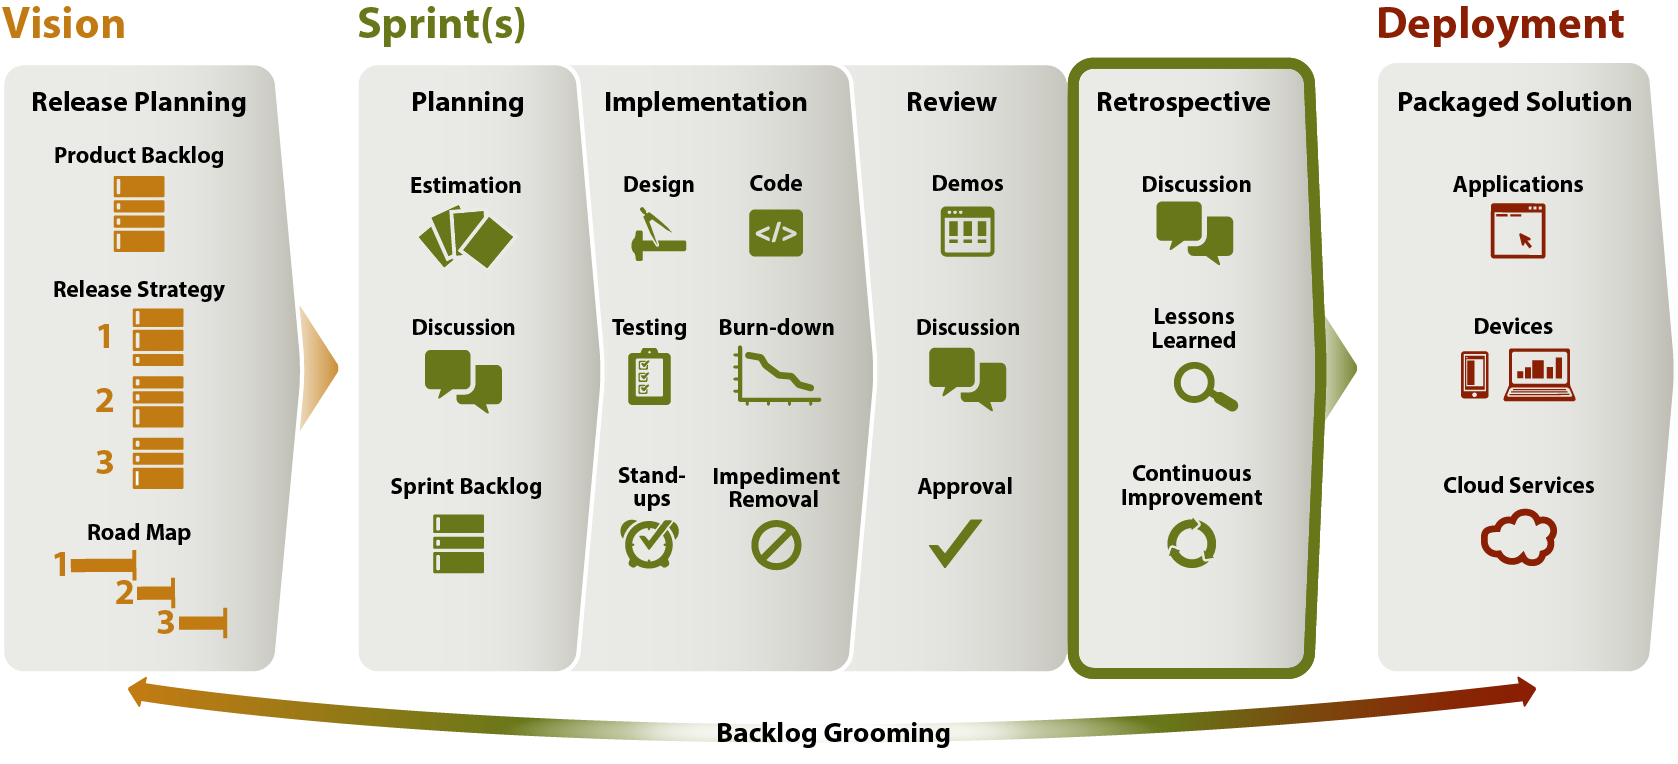 Vision
Release Planning
Product Backlog
Release Strategy
1
2
3
Road Map
1
2
3
Sprint(s)
Planning
Estimation
Discussion
Sprint Backlog
Implementation
Design
Code
</>
Testing
Burn-down
Stand-
ups
Impediment
Removal
Review
Demos
Discussion
Approval
Retrospective
Discussion
Lessons
Learned
Continuous
Improvement
Deployment
Packaged Solution
Applications
Devices
Cloud Services
Backlog Grooming